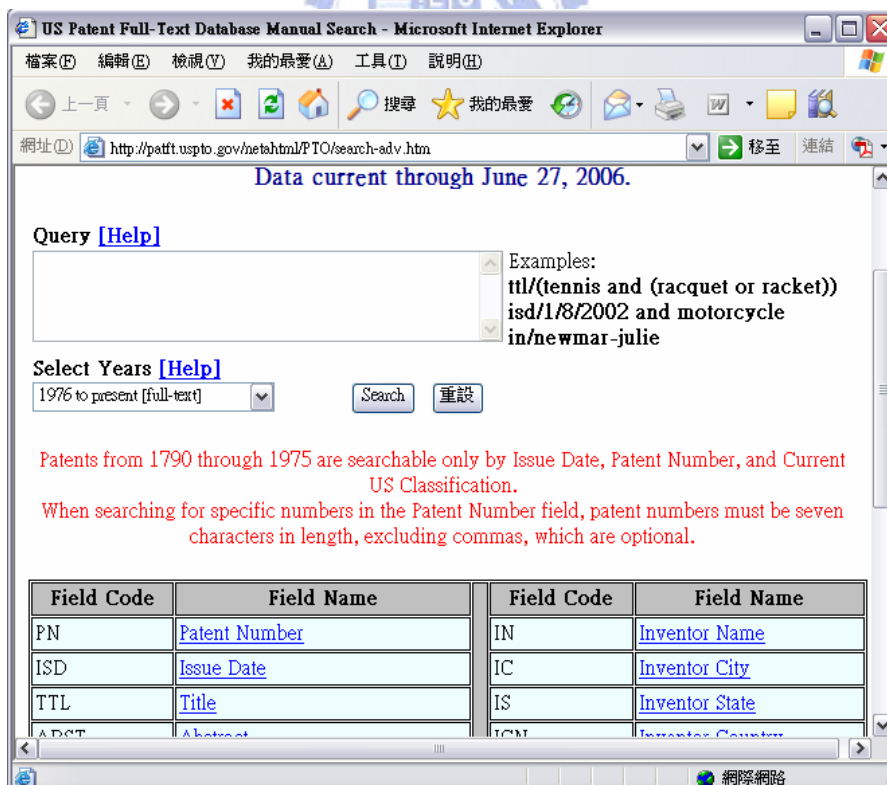 US Patent Full-Text Database Manual Search - Microsoft Internet Explorer
檔案(F) 編輯(E) 檢視(V) 我的最愛(A) 工具(T) 說明(H)
上一頁 搜尋 我的最愛
網址(D) http://patft.uspto.gov/netahtml/PTO/search-adv.htm 移至 連結
Data current through June 27, 2006.
Query [Help]
Examples:
ttl/(tennis and (racquet or racket))
isd/1/8/2002 and motorcycle
in/newmar-julie
Select Years [Help]
1976 to present [full-text] Search 重設
Patents from 1790 through 1975 are searchable only by Issue Date, Patent Number, and Current
US Classification.
When searching for specific numbers in the Patent Number field, patent numbers must be seven
characters in length, excluding commas, which are optional.
Field Code Field Name Field Code Field Name
PN Patent Number IN Inventor Name
ISD Issue Date IC Inventor City
TTL Title IS Inventor State
ABST Abstract ICN Inventor Country
網際網路